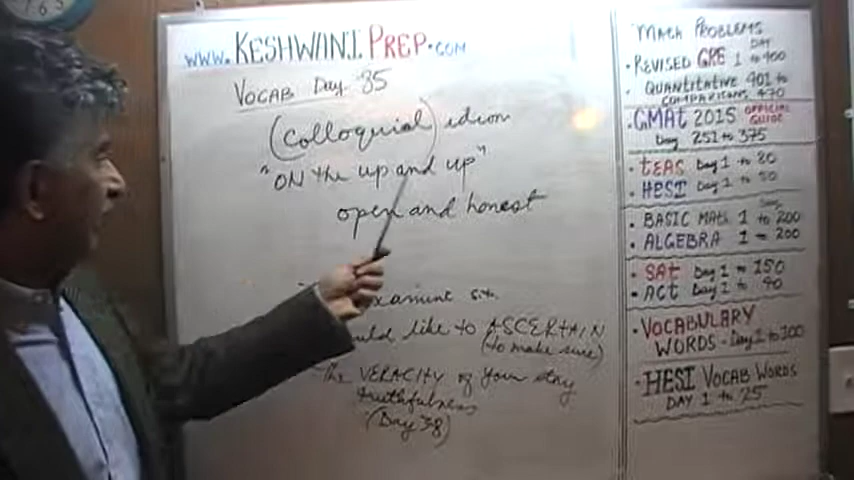 www.KESHWANI PREP.com
VOCAB Day 35
(Colloquial) idiom
"ON the up and up"
open and honest
examine
like to ASCERTAIN
(to make sure)
The VERACITY of your story
truthfulness
(Day 38)
MATH PROBLEMS
DAY
• REVISED GRE 1 to 400
• QUANTITATIVE 401 to
COMPARISONS 470
• GMAT 2015 OFFICIAL
GUIDE
Day 251 to 375
• TEAS Day 1 to 80
• HESI Day 1 to 50
Day
• BASIC MATH 1 to 200
• ALGEBRA 1 to 200
• SAT Day 1 to 150
• ACT Day 1 to 90
• VOCABULARY
WORDS - Day 1 to 100
• HESI VOCAB WORDS
DAY 1 to 25